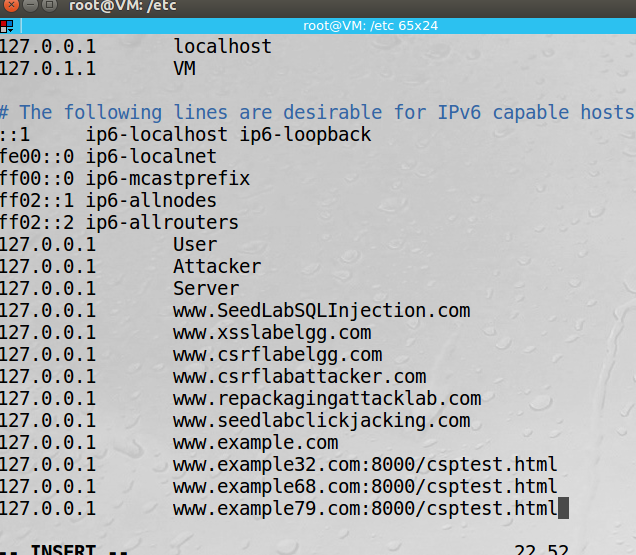 root@VM: /etc
root@VM: /etc 65x24
127.0.0.1 localhost
127.0.1.1 VM
# The following lines are desirable for IPv6 capable hosts
::1 ip6-localhost ip6-loopback
fe00::0 ip6-localnet
ff00::0 ip6-mcastprefix
ff02::1 ip6-allnodes
ff02::2 ip6-allrouters
127.0.0.1 User
127.0.0.1 Attacker
127.0.0.1 Server
127.0.0.1 www.SeedLabSQLInjection.com
127.0.0.1 www.xsslabelgg.com
127.0.0.1 www.csrflabelgg.com
127.0.0.1 www.csrflabattacker.com
127.0.0.1 www.repackagingattacklab.com
127.0.0.1 www.seedlabclickjacking.com
127.0.0.1 www.example.com
127.0.0.1 www.example32.com:8000/csptest.html
127.0.0.1 www.example68.com:8000/csptest.html
127.0.0.1 www.example79.com:8000/csptest.html
-- INSERT -- 22,52